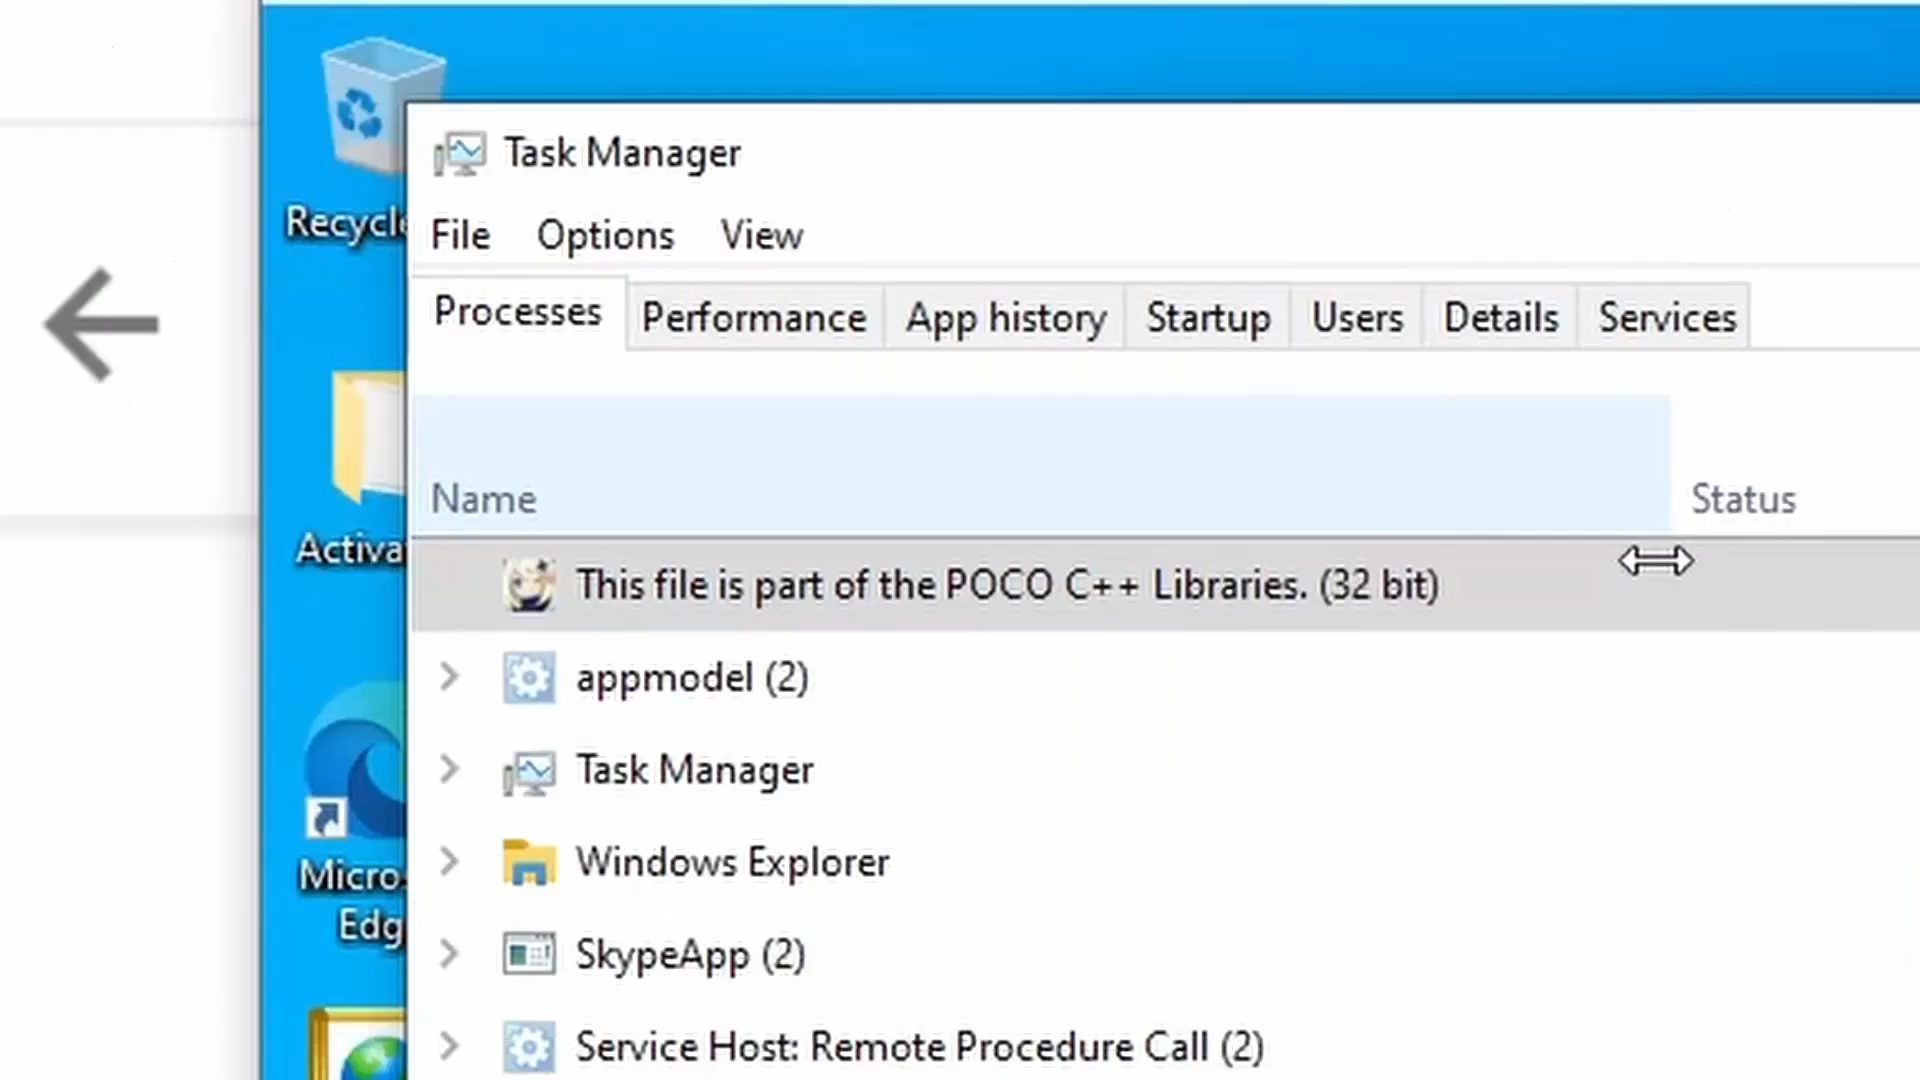 Recycle
Task Manager
File Options View
Processes Performance App history Startup Users Details Services
Name Status
Activa
This file is part of the POCO C++ Libraries. (32 bit)
appmodel (2)
Task Manager
Micro
Edg
Windows Explorer
SkypeApp (2)
Service Host: Remote Procedure Call (2)